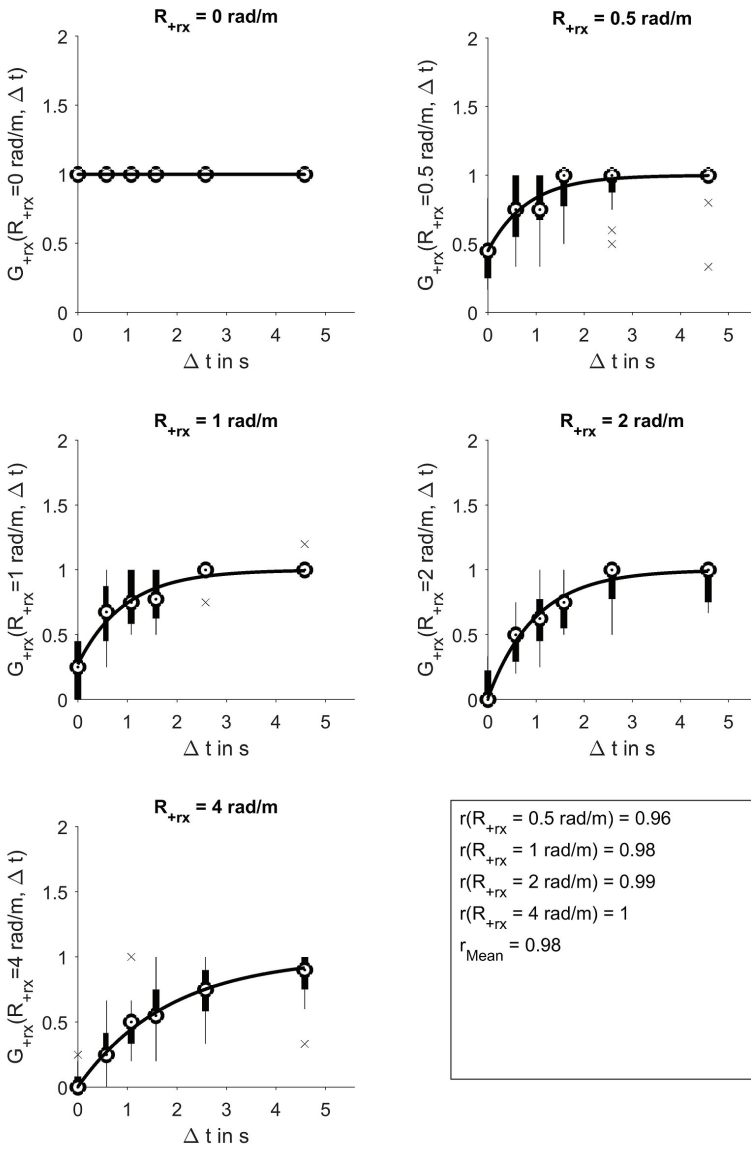 R+rx = 0 rad/m
G+rx(R+rx=0 rad/m, Δ t)
2
1.5
1
0.5
0
0 1 2 3 4 5
Δ t in s
R+rx = 0.5 rad/m
G+rx(R+rx=0.5 rad/m, Δ t)
2
1.5
1
0.5
0
0 1 2 3 4 5
Δ t in s
R+rx = 1 rad/m
G+rx(R+rx=1 rad/m, Δ t)
2
1.5
1
0.5
0
0 1 2 3 4 5
Δ t in s
R+rx = 2 rad/m
G+rx(R+rx=2 rad/m, Δ t)
2
1.5
1
0.5
0
0 1 2 3 4 5
Δ t in s
R+rx = 4 rad/m
G+rx(R+rx=4 rad/m, Δ t)
2
1.5
1
0.5
0
0 1 2 3 4 5
Δ t in s
r(R+rx = 0.5 rad/m) = 0.96
r(R+rx = 1 rad/m) = 0.98
r(R+rx = 2 rad/m) = 0.99
r(R+rx = 4 rad/m) = 1
rMean = 0.98